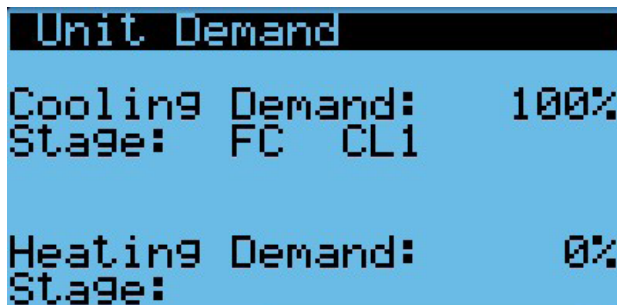 Unit Demand
Cooling Demand: 100%
Stage: FC CL1
Heating Demand: 0%
Stage: